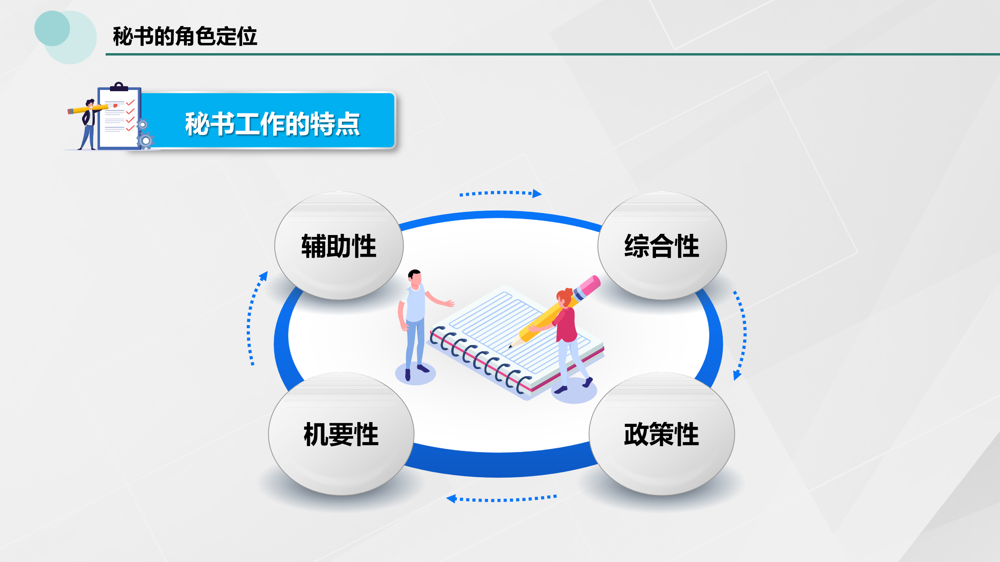 秘书的角色定位
秘书工作的特点
辅助性
综合性
机要性
政策性